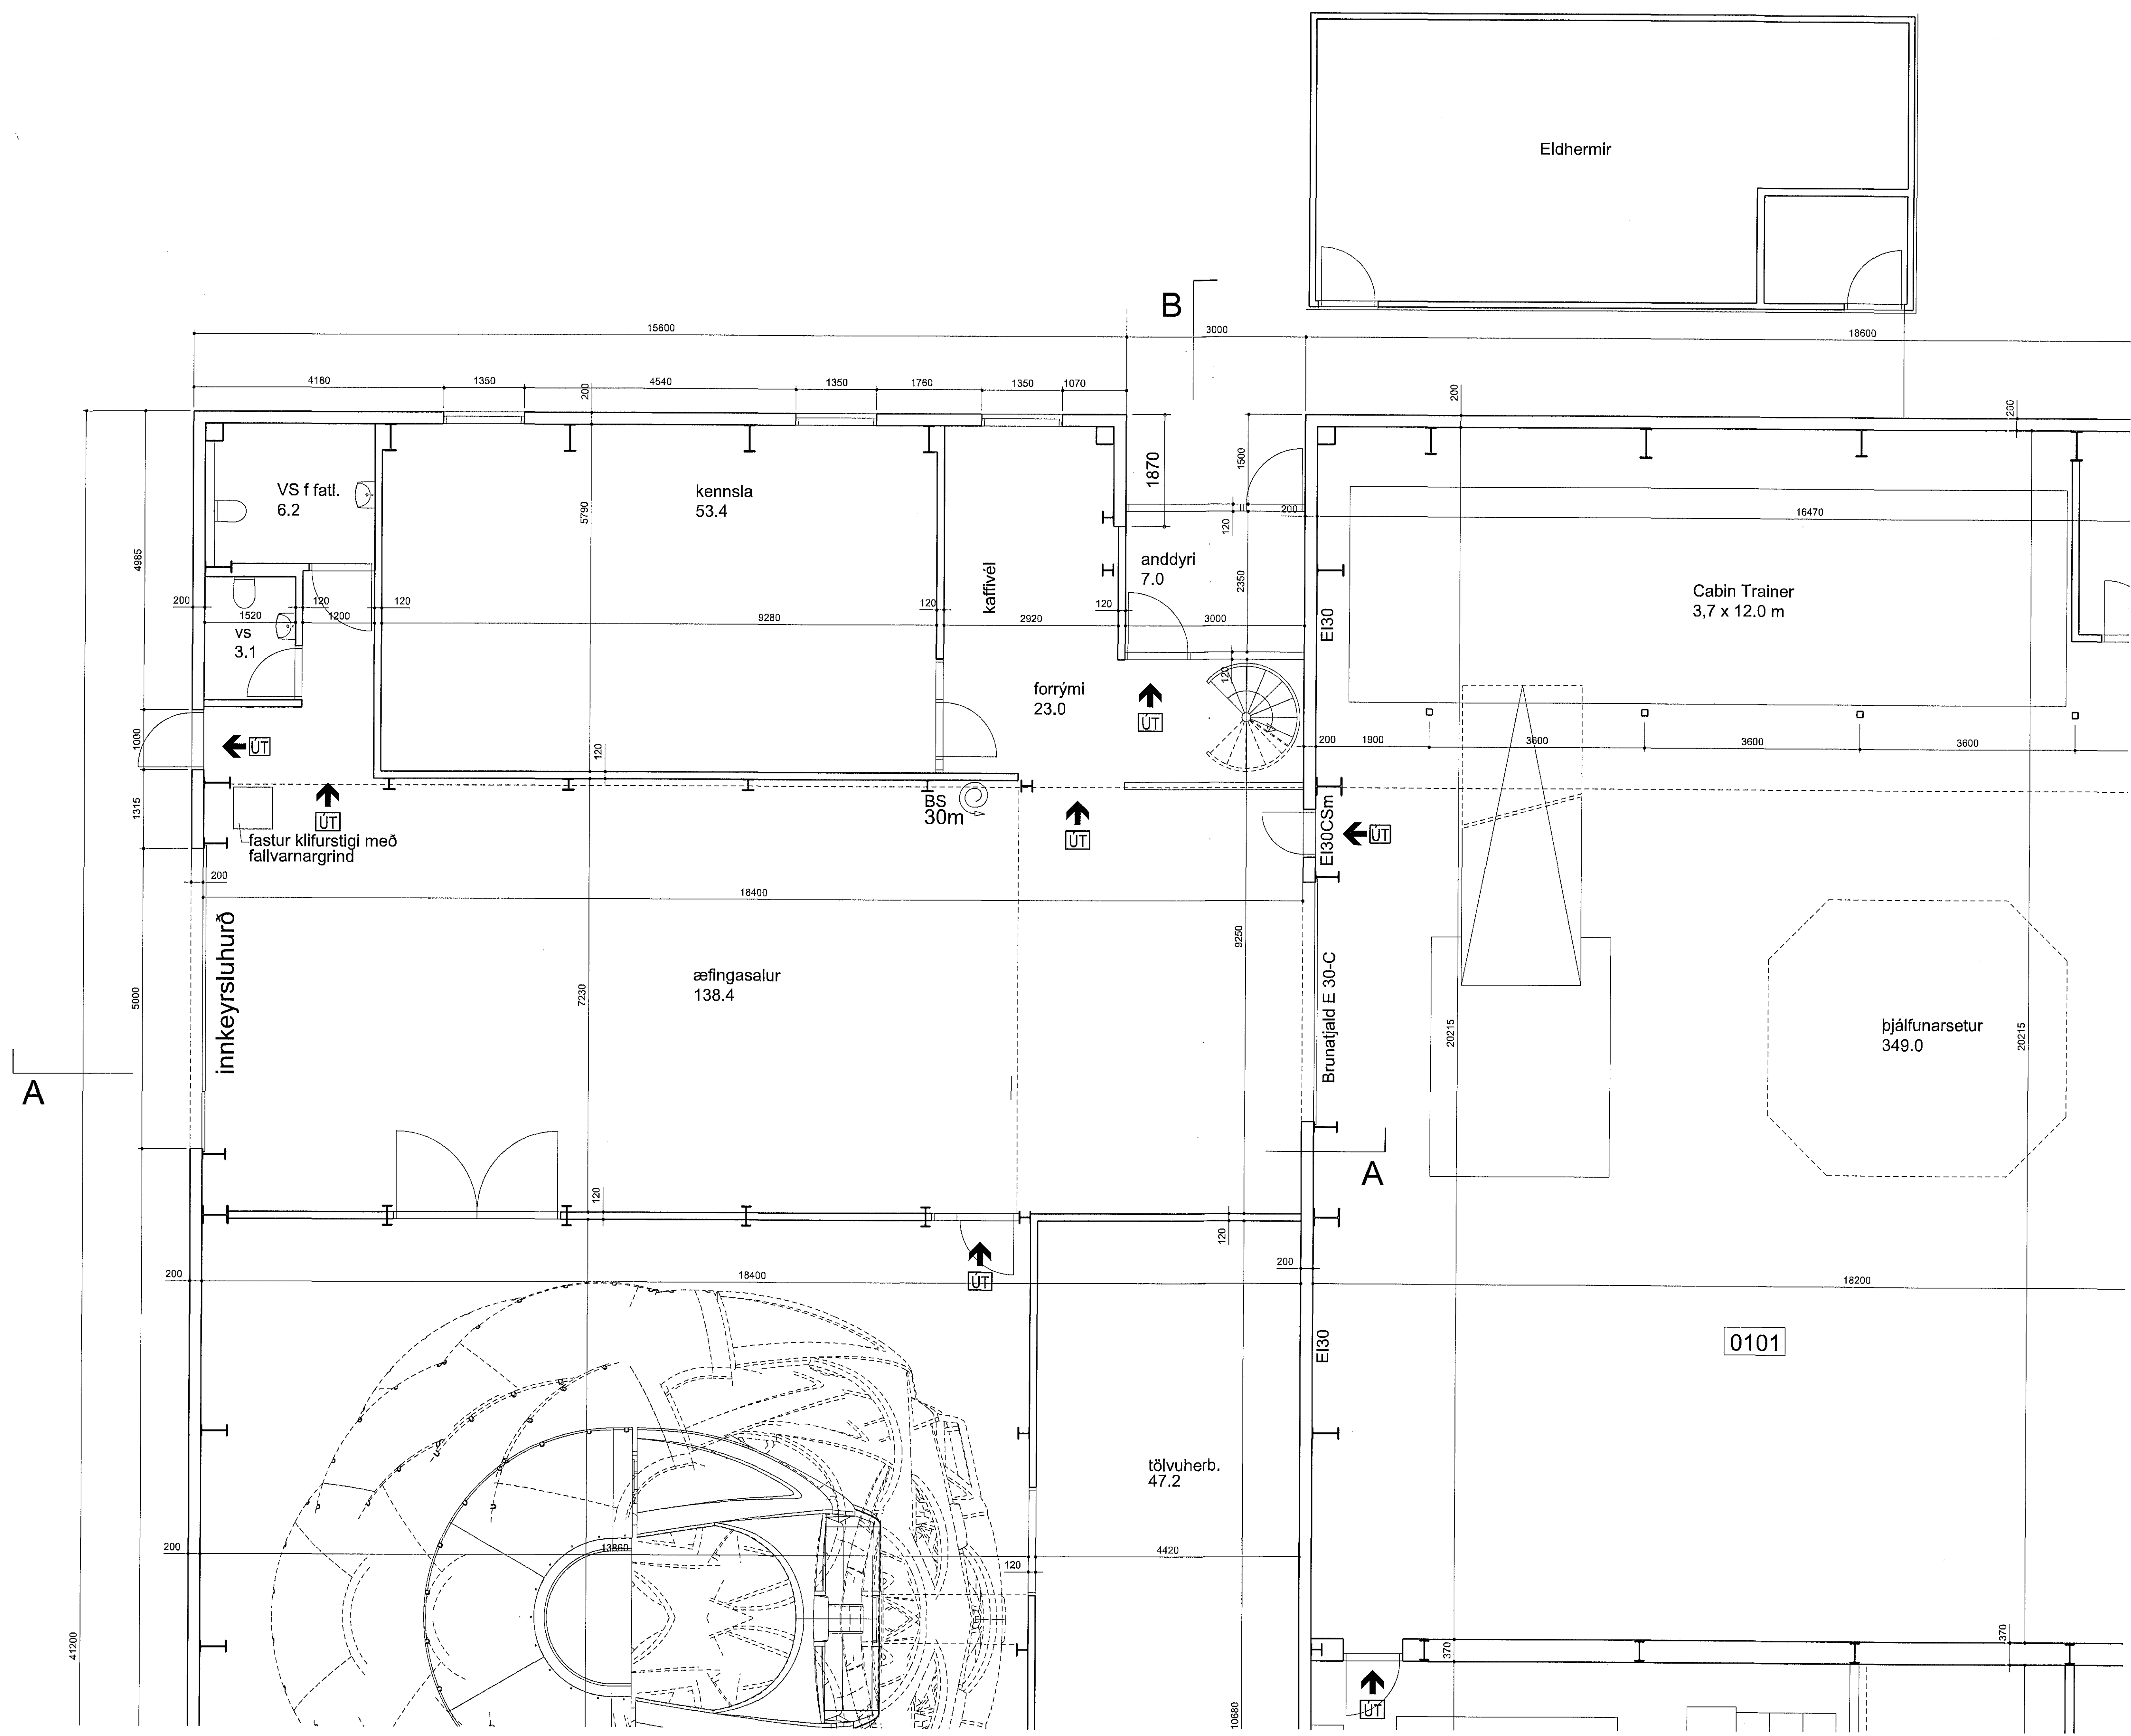 Eldhermir
B
15600
3000
18600
4180
1350
4540
1350
1760
1350
1070
200
200
200
1870
1500
VS f fatl.
6.2
kennsla
53.4
5790
200
16470
120
4985
anddyri
7.0
2350
kaffivél
Cabin Trainer
3,7 x 12.0 m
200
1520
120
1200
120
9280
120
2920
120
3000
EI30
vs
3.1
forrými
23.0
120
ÚT
1000
ÚT
120
200
1900
3600
3600
3600
BS
30m
1315
ÚT
ÚT
EI30CSm
ÚT
fastur klifurstigi með
fallvarnargrind
200
18400
innkeyrsluhurð
9250
æfingasalur
138.4
5000
7230
Brunatjald E 30-C
20215
þjálfunarsetur
349.0
20215
A
A
120
120
ÚT
200
18400
200
18200
EI30
0101
tölvuherb.
47.2
200
13860
120
4420
41200
10680
370
370
ÚT